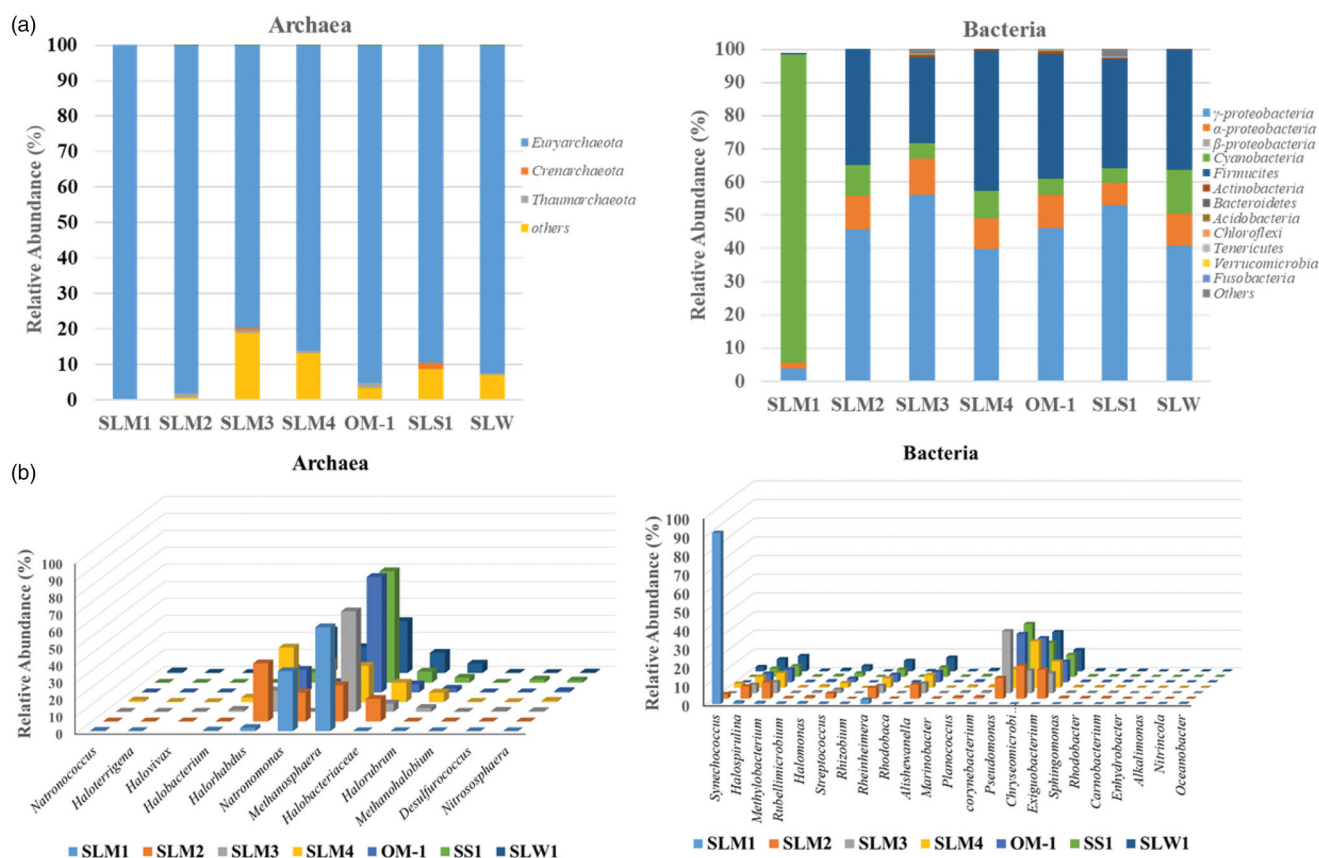 (a)
Archaea
Relative Abundance (%)
100
90
80
70
60
50
40
30
20
10
0
SLM1 SLM2 SLM3 SLM4 OM-1 SLS1 SLW
Euryarchaeota
Crenarchaeota
Thaumarchaeota
others
Bacteria
Relative Abundance (%)
100
90
80
70
60
50
40
30
20
10
0
SLM1 SLM2 SLM3 SLM4 OM-1 SLS1 SLW
γ-proteobacteria
α-proteobacteria
β-proteobacteria
Cyanobacteria
Firmucites
Actinobacteria
Bacteroidetes
Acidobacteria
Chloroflexi
Tenericutes
Verrucomicrobia
Fusobacteria
Others
(b)
Archaea
Relative Abundance (%)
100
90
80
70
60
50
40
30
20
10
0
Natronococcus
Haloterrigena
Halovivax
Halobacterium
Halorhabdus
Natronomonas
Methanosphaera
Halobacteriaceae
Halorubrum
Methanohalobium
Desulfurococcus
Nitrososphaera
SLM1 SLM2 SLM3 SLM4 OM-1 SS1 SLW1
Bacteria
Relative Abundance (%)
100
90
80
70
60
50
40
30
20
10
0
Synechococcus
Halospirulina
Methylobacterium
Rubellimicrobium
Halomonas
Streptococcus
Rhizobium
Rheinheimera
Rhodobaca
Alishewanella
Marinobacter
Planococcus
corynebacterium
Pseudomonas
Chryseomicrobi…
Exiguobacterium
Sphingomonas
Rhodobacter
Carnobacterium
Enhydrobacter
Alkalimonas
Nitrincola
Oceanobacter
SLM1 SLM2 SLM3 SLM4 OM-1 SS1 SLW1